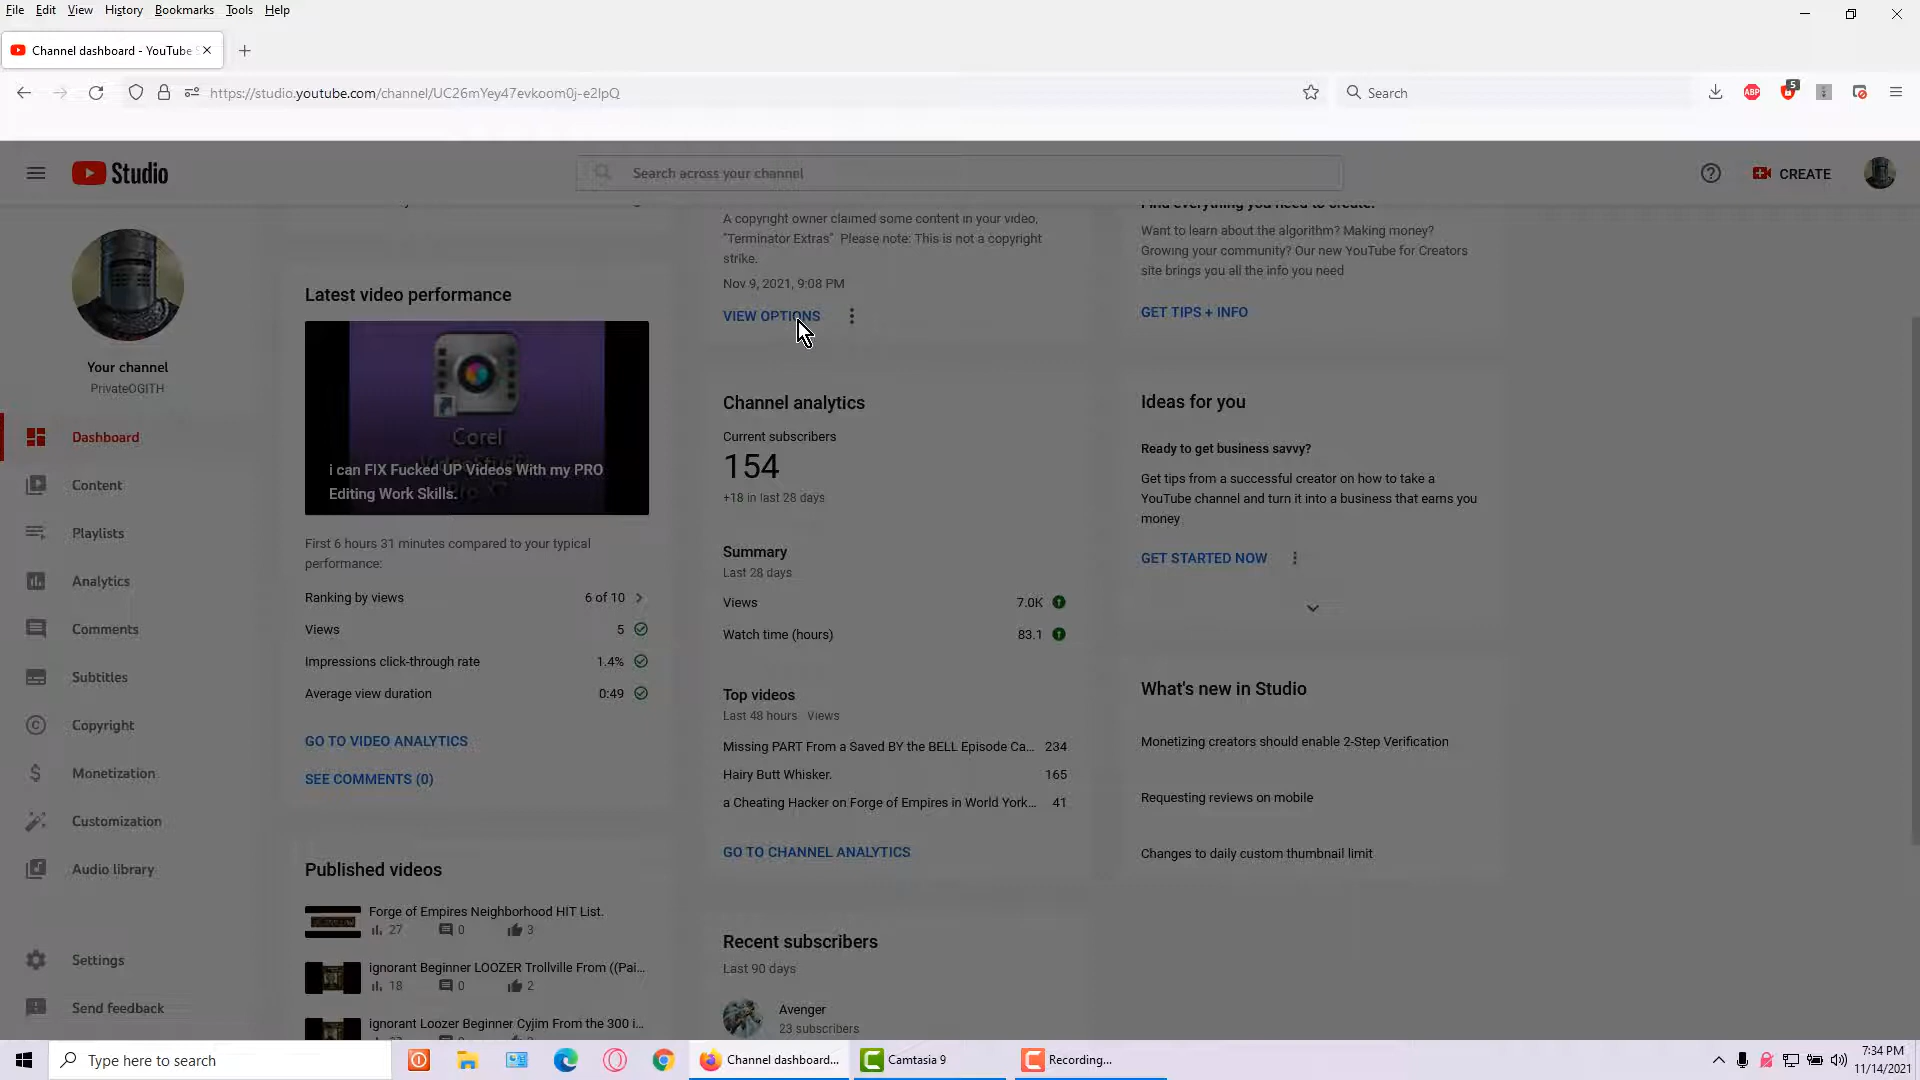 File Edit View History Bookmarks Tools Help
Channel dashboard - YouTube
https://studio.youtube.com/channel/UC26mYey47evkoom0j-e2lpQ
Search
ABP
5
Studio
Search across your channel
CREATE
Your channel
PrivateOGITH
Dashboard
Content
Playlists
Analytics
Comments
Subtitles
Copyright
Monetization
Customization
Audio library
Settings
Send feedback
Latest video performance
Corel
i can FIX Fucked UP Videos With my PRO
Editing Work Skills.
First 6 hours 31 minutes compared to your typical
performance:
Ranking by views 6 of 10
Views 5
Impressions click-through rate 1.4%
Average view duration 0:49
GO TO VIDEO ANALYTICS
SEE COMMENTS (0)
Published videos
Forge of Empires Neighborhood HIT List.
27 0 3
ignorant Beginner LOOZER Trollville From ((Pai...
18 0 2
ignorant Loozer Beginner Cyjim From the 300 i...
A copyright owner claimed some content in your video,
"Terminator Extras" Please note: This is not a copyright
strike.
Nov 9, 2021, 9:08 PM
VIEW OPTIONS
Channel analytics
Current subscribers
154
+18 in last 28 days
Summary
Last 28 days
Views 7.0K
Watch time (hours) 83.1
Top videos
Last 48 hours Views
Missing PART From a Saved BY the BELL Episode Ca... 234
Hairy Butt Whisker. 165
a Cheating Hacker on Forge of Empires in World York... 41
GO TO CHANNEL ANALYTICS
Recent subscribers
Last 90 days
Avenger
23 subscribers
Find everything you need to create.
Want to learn about the algorithm? Making money?
Growing your community? Our new YouTube for Creators
site brings you all the info you need
GET TIPS + INFO
Ideas for you
Ready to get business savvy?
Get tips from a successful creator on how to take a
YouTube channel and turn it into a business that earns you
money
GET STARTED NOW
What's new in Studio
Monetizing creators should enable 2-Step Verification
Requesting reviews on mobile
Changes to daily custom thumbnail limit
Type here to search
Channel dashboard...
Camtasia 9
Recording...
7:34 PM
11/14/2021